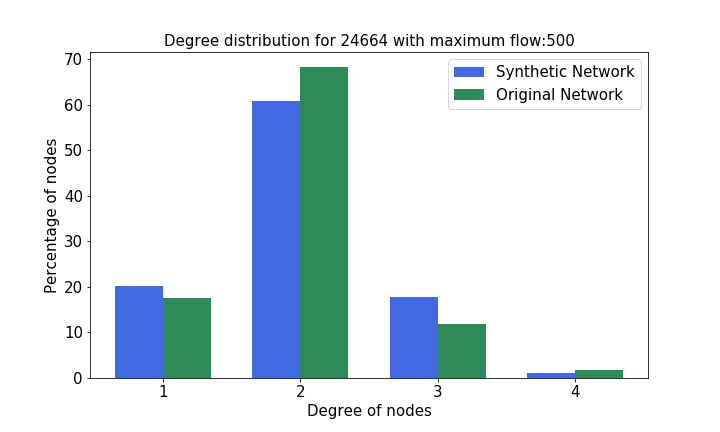 Degree distribution for 24664 with maximum flow:500
Synthetic Network
Original Network
Percentage of nodes
70
60
50
40
30
20
10
0
1 2 3 4
Degree of nodes